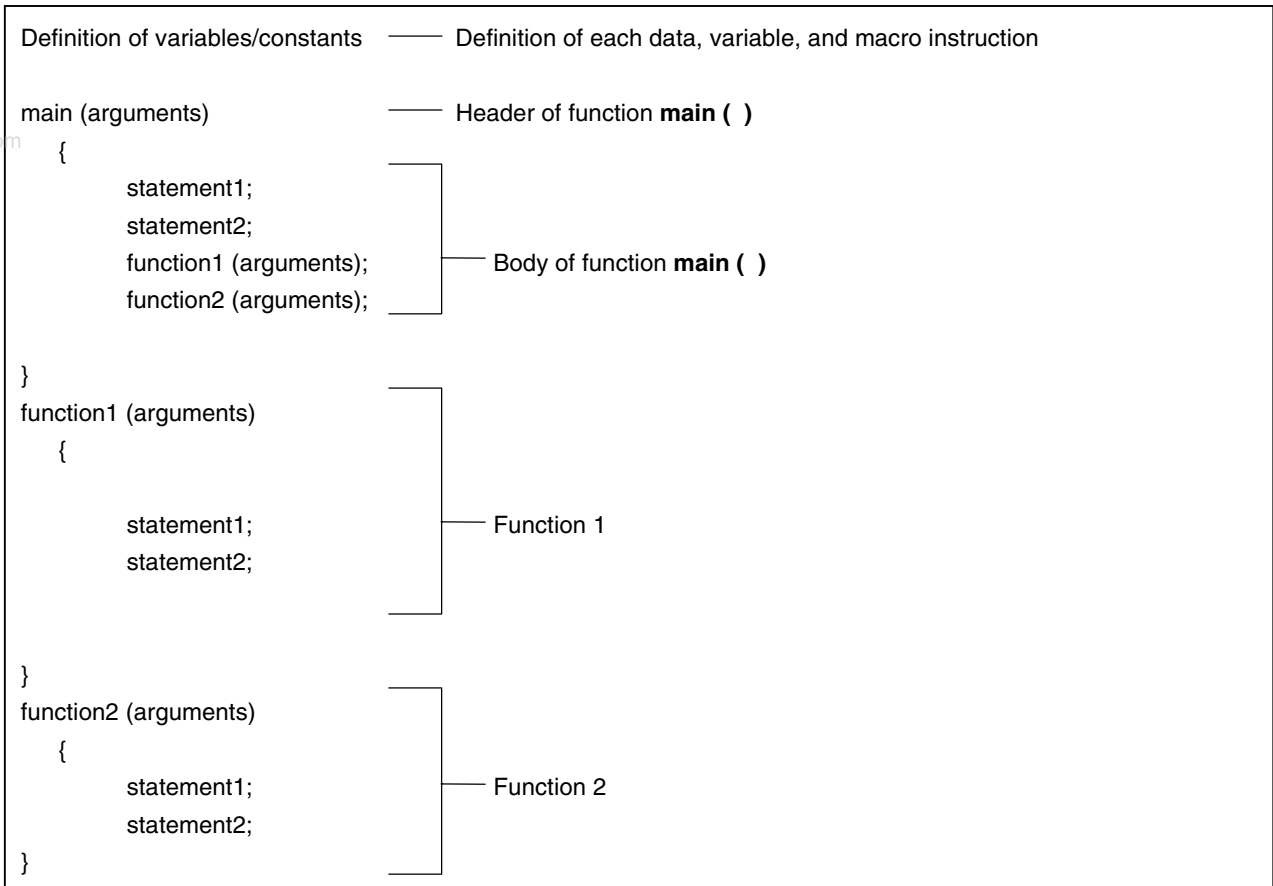 Definition of variables/constants Definition of each data, variable, and macro instruction
main (arguments) Header of function main ( )
om
{
statement1;
statement2;
function1 (arguments); Body of function main ( )
function2 (arguments);
}
function1 (arguments)
{
statement1; Function 1
statement2;
}
function2 (arguments)
{
statement1; Function 2
statement2;
}